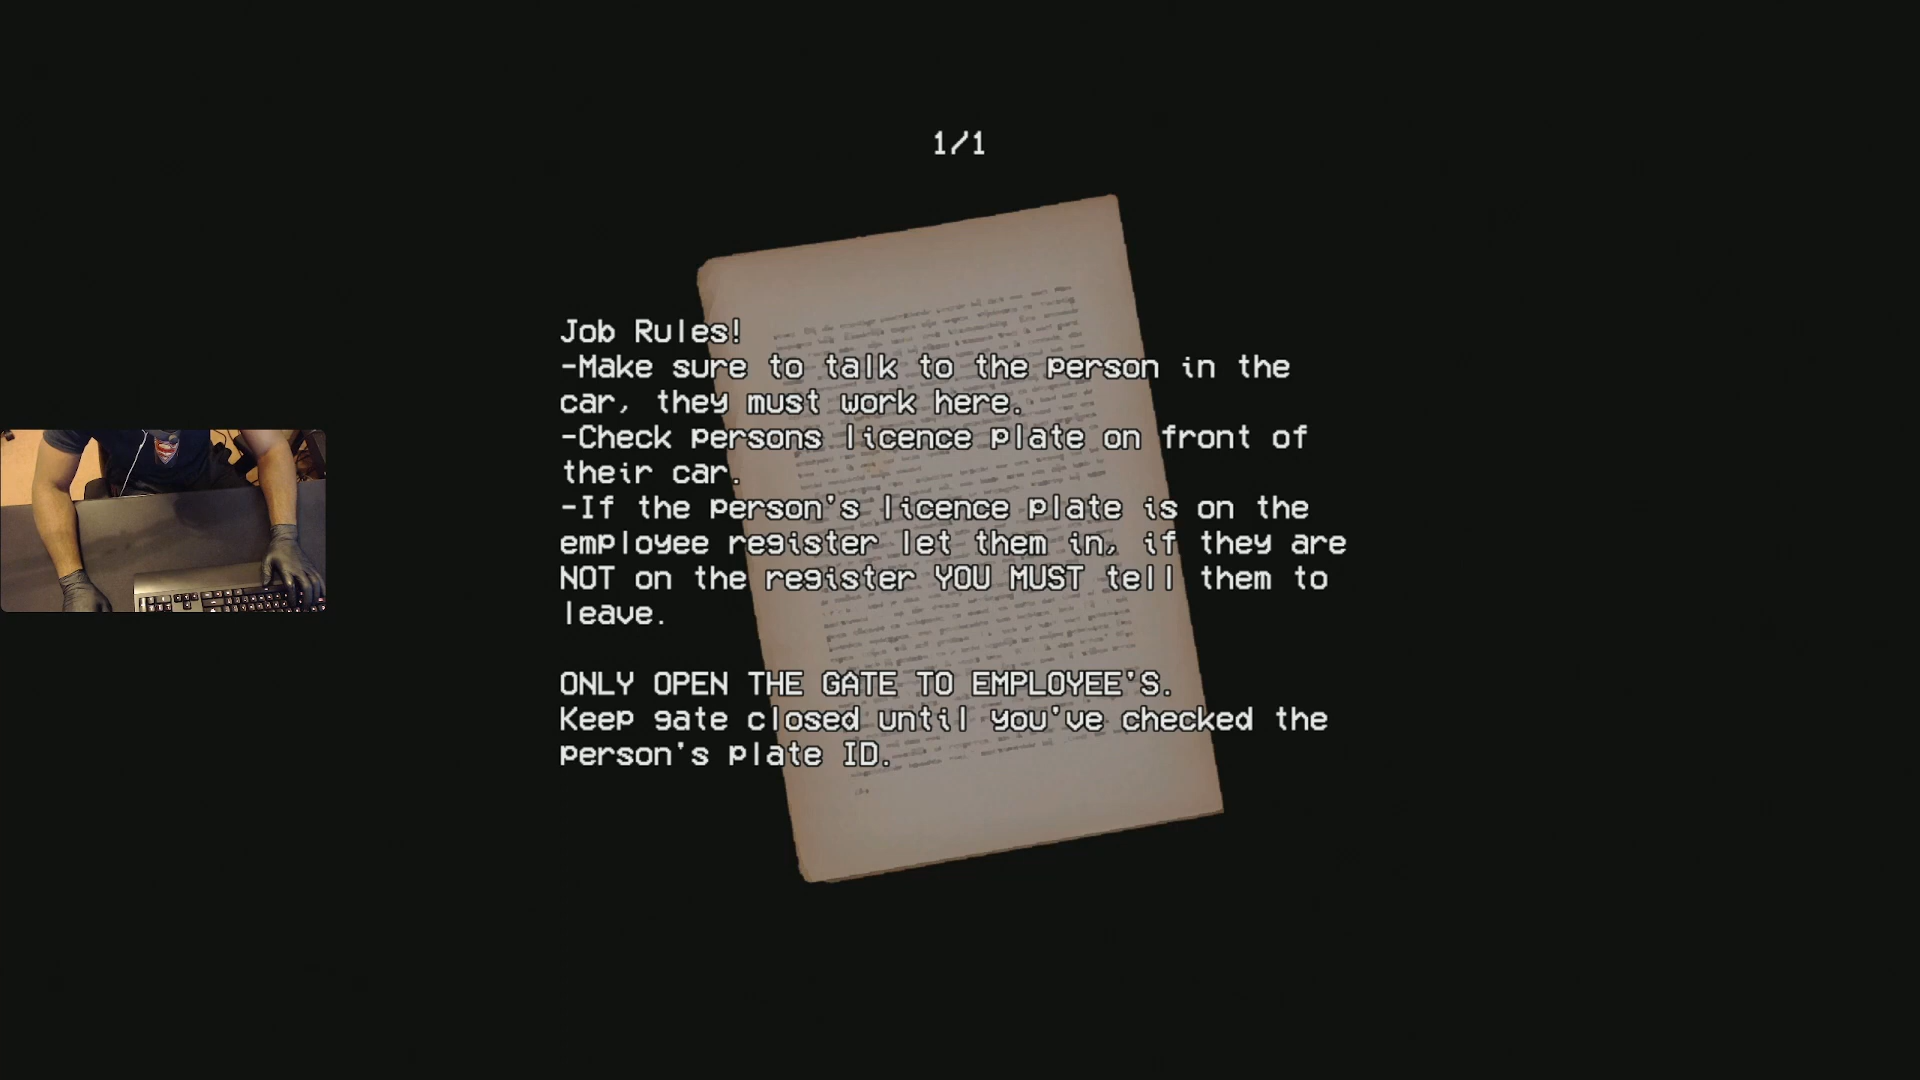 1/1
Job Rules!
-Make sure to talk to the person in the
car, they must work here.
-Check persons licence plate on front of
their car.
-If the person's licence plate is on the
employee register let them in, if they are
NOT on the register YOU MUST tell them to
leave.
ONLY OPEN THE GATE TO EMPLOYEE'S.
Keep gate closed until you've checked the
person's plate ID.